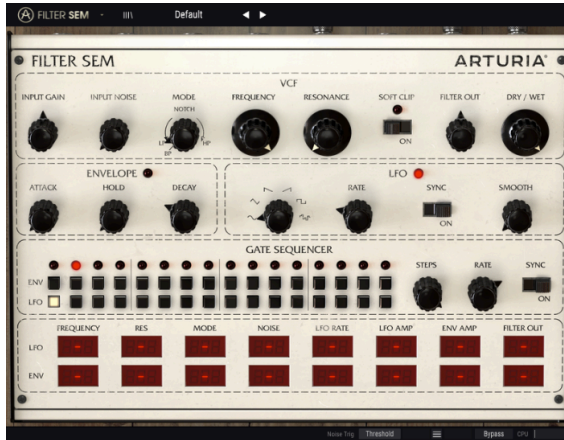 FILTER SEM
Default
FILTER SEM ARTURIA
VCF
INPUT GAIN INPUT NOISE MODE FREQUENCY RESONANCE SOFT CLIP FILTER OUT DRY / WET
NOTCH
LP HP
BP
ON
ENVELOPE LFO
ATTACK HOLD DECAY RATE SYNC SMOOTH
ON
GATE SEQUENCER
STEPS RATE SYNC
ENV
LFO
ON
FREQUENCY RES MODE NOISE LFO RATE LFO AMP ENV AMP FILTER OUT
LFO
ENV
Noise Trig Threshold Bypass CPU